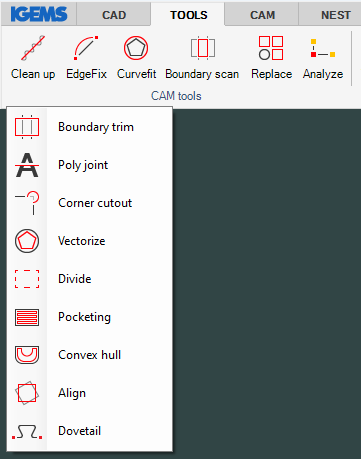 IGEMS CAD TOOLS CAM NEST
Clean up EdgeFix Curvefit Boundary scan Replace Analyze
CAM tools
Boundary trim
Poly joint
Corner cutout
Vectorize
Divide
Pocketing
Convex hull
Align
Dovetail